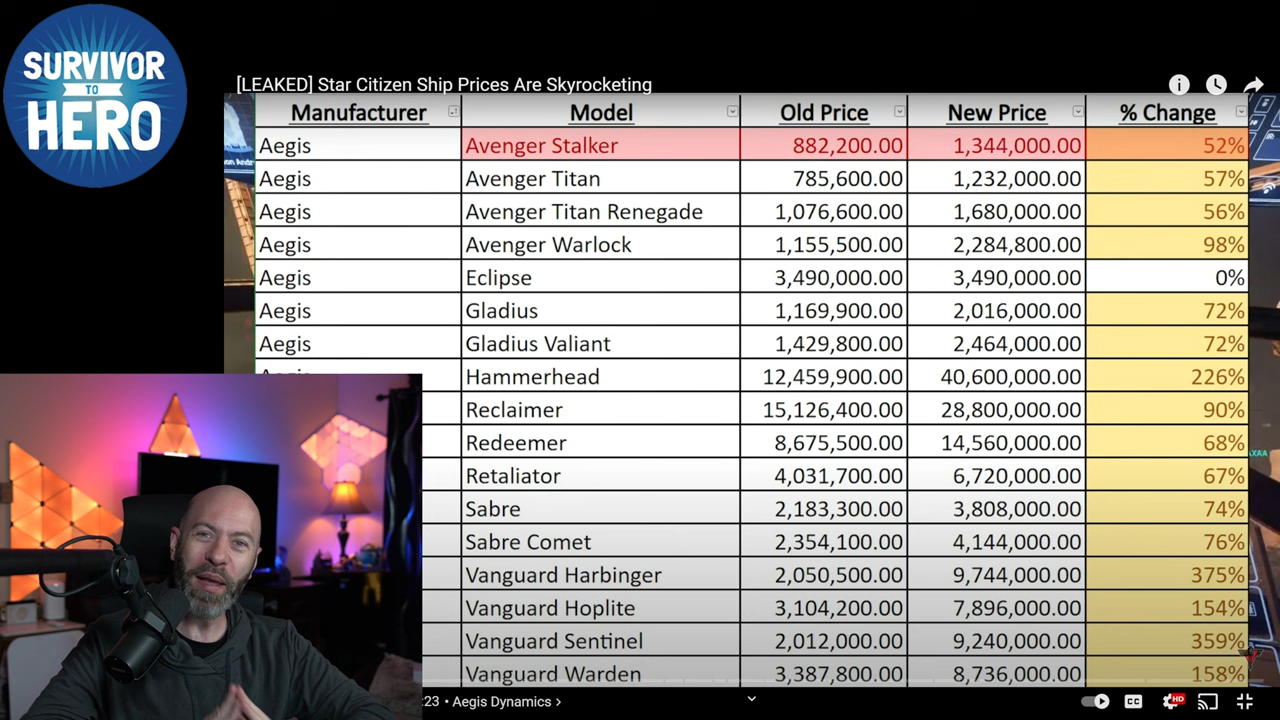 SURVIVOR
TO
HERO
[LEAKED] Star Citizen Ship Prices Are Skyrocketing
Manufacturer Model Old Price New Price % Change
Aegis Avenger Stalker 882,200.00 1,344,000.00 52%
Aegis Avenger Titan 785,600.00 1,232,000.00 57%
Aegis Avenger Titan Renegade 1,076,600.00 1,680,000.00 56%
Aegis Avenger Warlock 1,155,500.00 2,284,800.00 98%
Aegis Eclipse 3,490,000.00 3,490,000.00 0%
Aegis Gladius 1,169,900.00 2,016,000.00 72%
Aegis Gladius Valiant 1,429,800.00 2,464,000.00 72%
Hammerhead 12,459,900.00 40,600,000.00 226%
Reclaimer 15,126,400.00 28,800,000.00 90%
Redeemer 8,675,500.00 14,560,000.00 68%
Retaliator 4,031,700.00 6,720,000.00 67%
Sabre 2,183,300.00 3,808,000.00 74%
Sabre Comet 2,354,100.00 4,144,000.00 76%
Vanguard Harbinger 2,050,500.00 9,744,000.00 375%
Vanguard Hoplite 3,104,200.00 7,896,000.00 154%
Vanguard Sentinel 2,012,000.00 9,240,000.00 359%
Vanguard Warden 3,387,800.00 8,736,000.00 158%
:23 • Aegis Dynamics >
CC
HD